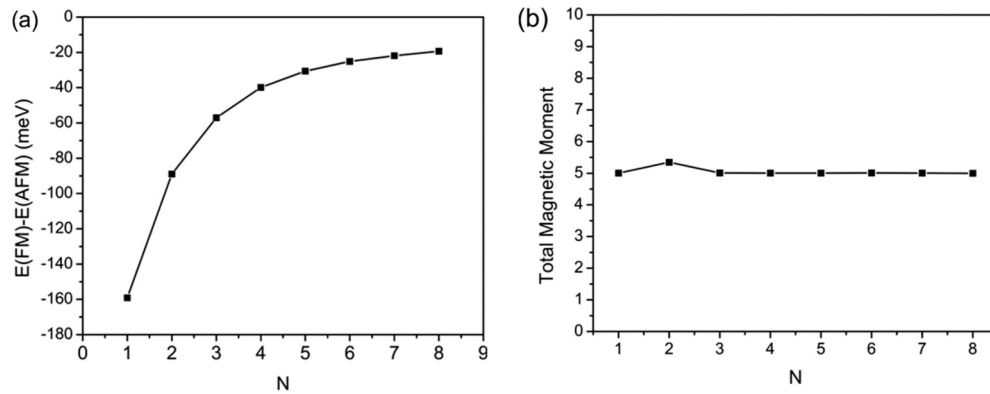 (a)
0
-20
-40
-60
-80
-100
-120
-140
-160
-180
E(FM)-E(AFM) (meV)
0 1 2 3 4 5 6 7 8 9
N
(b)
10
9
8
7
6
5
4
3
2
1
0
Total Magnetic Moment
1 2 3 4 5 6 7 8
N